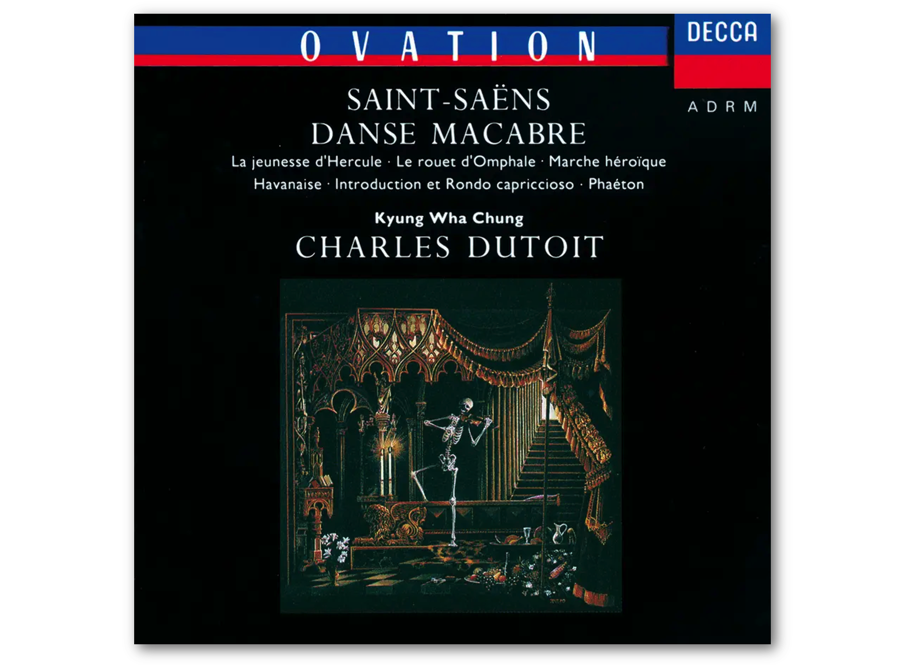 OVATION
DECCA
ADRM
SAINT-SAËNS
DANSE MACABRE
La jeunesse d'Hercule · Le rouet d'Omphale · Marche héroïque
Havanaise · Introduction et Rondo capriccioso · Phaéton
Kyung Wha Chung
CHARLES DUTOIT